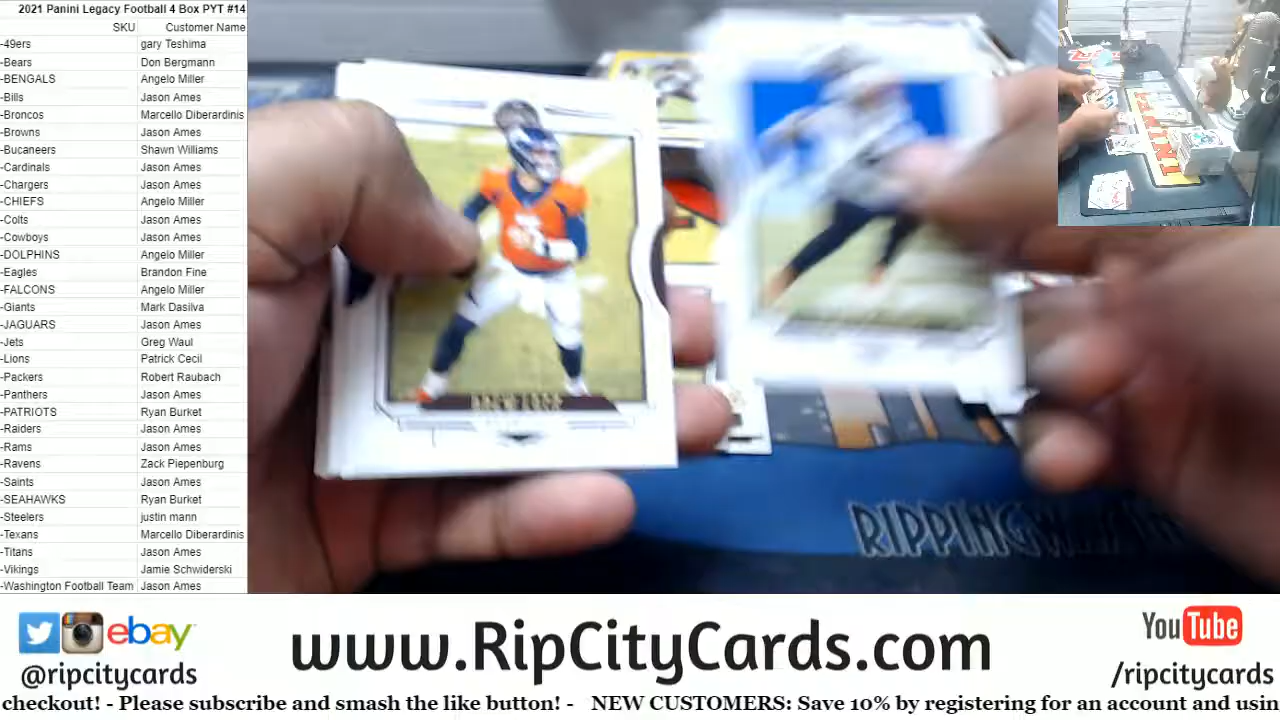 2021 Panini Legacy Football 4 Box PYT #14
SKU Customer Name
-49ers gary Teshima
-Bears Don Bergmann
-BENGALS Angelo Miller
-Bills Jason Ames
-Broncos Marcello Diberardinis
-Browns Jason Ames
-Bucaneers Shawn Williams
-Cardinals Jason Ames
-Chargers Jason Ames
-CHIEFS Angelo Miller
-Colts Jason Ames
-Cowboys Jason Ames
-DOLPHINS Angelo Miller
-Eagles Brandon Fine
-FALCONS Angelo Miller
-Giants Mark Dasilva
-JAGUARS Jason Ames
-Jets Greg Waul
-Lions Patrick Cecil
-Packers Robert Raubach
-Panthers Jason Ames
-PATRIOTS Ryan Burket
-Raiders Jason Ames
-Rams Jason Ames
-Ravens Zack Piepenburg
-Saints Jason Ames
-SEAHAWKS Ryan Burket
-Steelers justin mann
-Texans Marcello Diberardinis
-Titans Jason Ames
-Vikings Jamie Schwiderski
-Washington Football Team Jason Ames
DREW LOCK
ebay
@ripcitycards
www.RipCityCards.com
YouTube
/ripcitycards
checkout! - Please subscribe and smash the like button! - NEW CUSTOMERS: Save 10% by registering for an account and usin